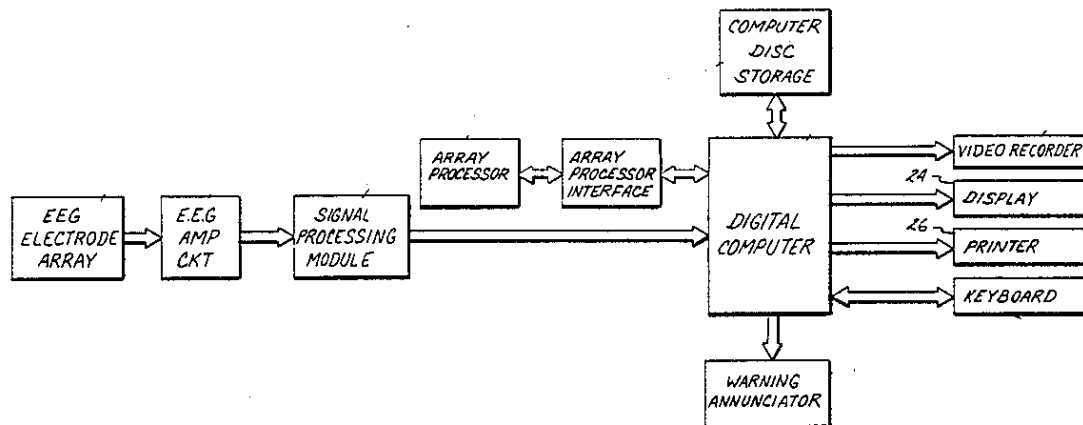 COMPUTER
DISC
STORAGE
ARRAY
PROCESSOR
ARRAY
PROCESSOR
INTERFACE
VIDEO RECORDER
24
DISPLAY
26
PRINTER
KEYBOARD
DIGITAL
COMPUTER
EEG
ELECTRODE
ARRAY
E.E.G
AMP
CKT
SIGNAL
PROCESSING
MODULE
WARNING
ANNUNCIATOR